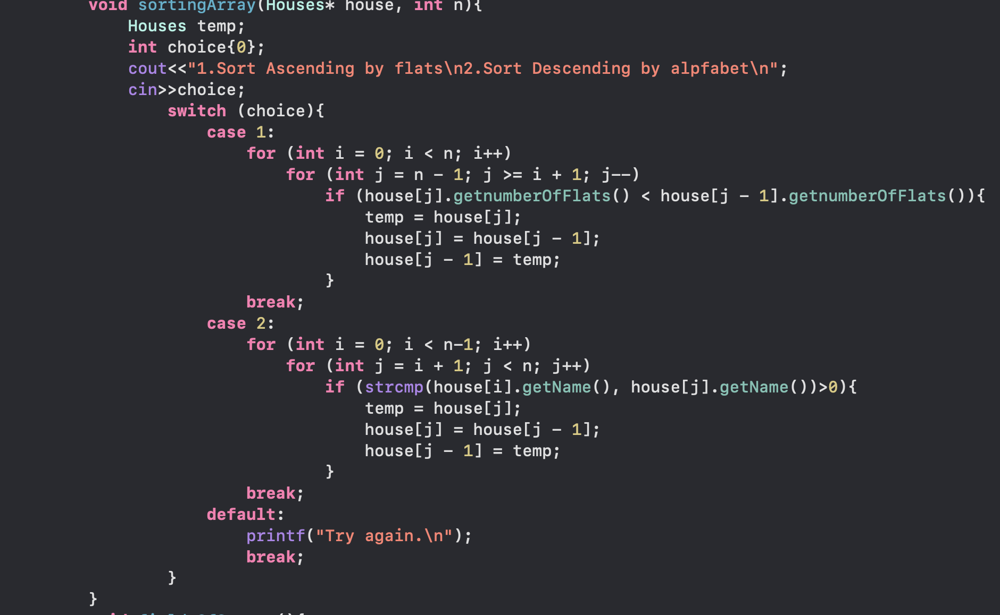 void sortingArray(Houses* house, int n){
Houses temp;
int choice{0};
cout<<"1.Sort Ascending by flats\n2.Sort Descending by alpfabet\n";
cin>>choice;
switch (choice){
case 1:
for (int i = 0; i < n; i++)
for (int j = n - 1; j >= i + 1; j--)
if (house[j].getnumberOfFlats() < house[j - 1].getnumberOfFlats()){
temp = house[j];
house[j] = house[j - 1];
house[j - 1] = temp;
}
break;
case 2:
for (int i = 0; i < n-1; i++)
for (int j = i + 1; j < n; j++)
if (strcmp(house[i].getName(), house[j].getName())>0){
temp = house[j];
house[j] = house[j - 1];
house[j - 1] = temp;
}
break;
default:
printf("Try again.\n");
break;
}
}